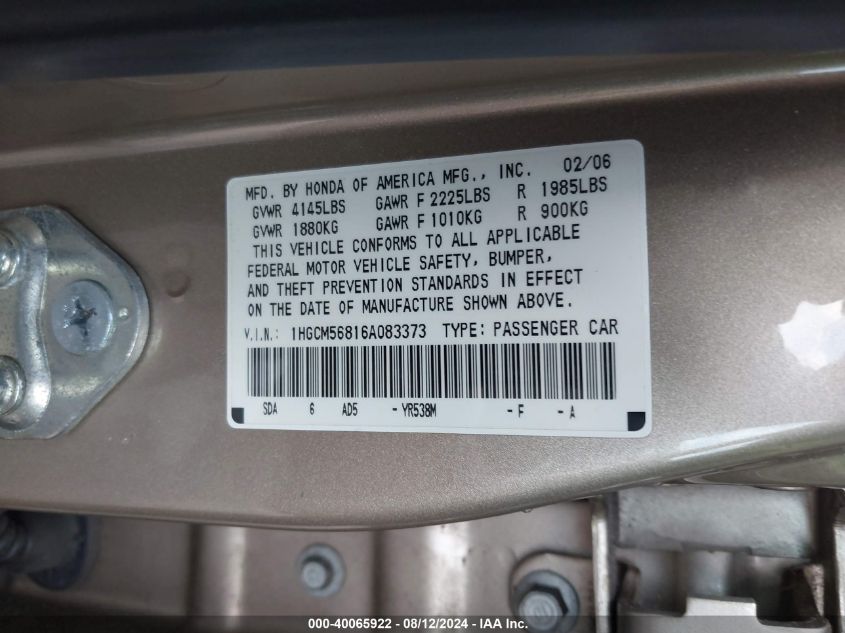 MFD. BY HONDA OF AMERICA MFG., INC. 02/06
GVWR 4145LBS GAWR F 2225LBS R 1985LBS
GVWR 1880KG GAWR F 1010KG R 900KG
THIS VEHICLE CONFORMS TO ALL APPLICABLE
FEDERAL MOTOR VEHICLE SAFETY, BUMPER,
AND THEFT PREVENTION STANDARDS IN EFFECT
ON THE DATE OF MANUFACTURE SHOWN ABOVE.
V.I.N.: 1HGCM56816A083373 TYPE: PASSENGER CAR
SDA 6 AD5 - YR538M - F - A
000-40065922 - 08/12/2024 - IAA Inc.